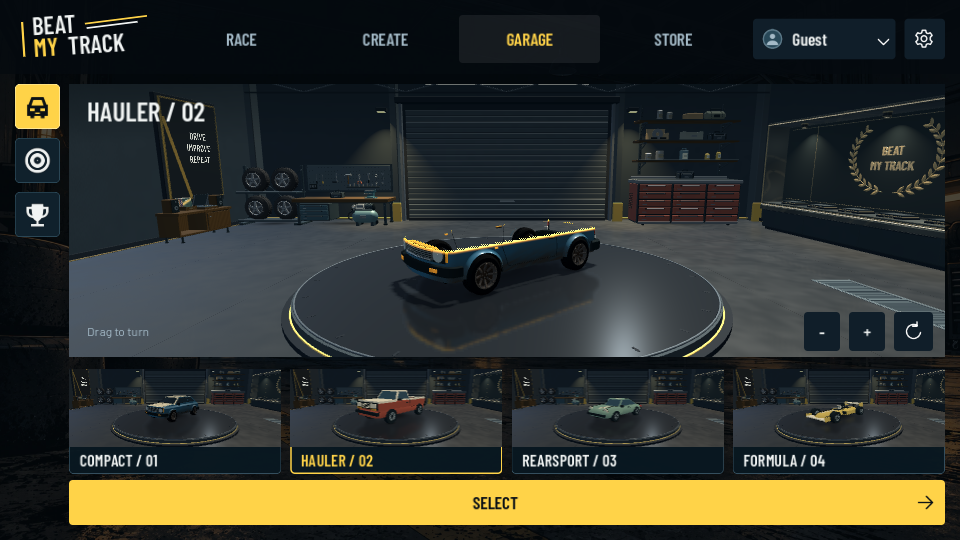 BEAT
MY TRACK
RACE
CREATE
GARAGE
STORE
Guest
HAULER / 02
DRIVE
IMPROVE
REPEAT
BEAT
MY TRACK
Drag to turn
-
+
COMPACT / 01
HAULER / 02
REARSPORT / 03
FORMULA / 04
SELECT